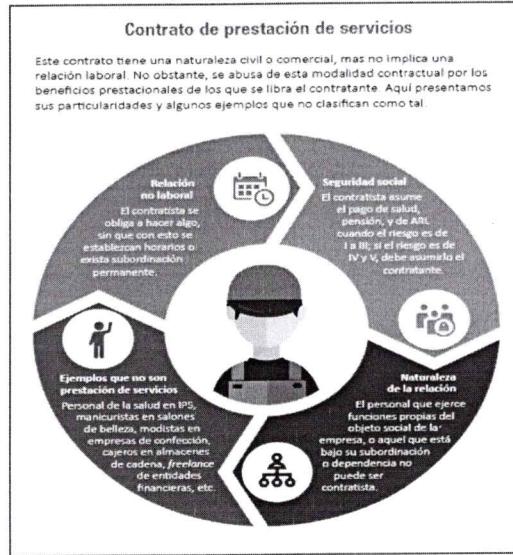 Contrato de prestación de servicios
Este contrato tiene una naturaleza civil o comercial, mas no implica una
relación laboral. No obstante, se abusa de esta modalidad contractual por los
beneficios prestacionales de los que se libra el contratante. Aquí presentamos
sus particularidades y algunos ejemplos que no clasifican como tal.
Relación
no laboral
El contratista se
obliga a hacer algo,
sin que con esto se
establezcan horarios o
exista subordinación
permanente.
Seguridad social
El contratista asume
el pago de salud,
pensión, y de ARL
cuando el riesgo es de
I a III; si el riesgo es de
IV y V, debe asumirlo el
contratante.
Ejemplos que no son
prestación de servicios
Personal de la salud en IPS,
manicuristas en salones
de belleza, modistas en
empresas de confección,
cajeros en almacenes
de cadena, freelance
de entidades
financieras, etc.
Naturaleza
de la relación
El personal que ejerce
funciones propias del
objeto social de la
empresa, o aquel que está
bajo su subordinación
o dependencia no
puede ser
contratista.